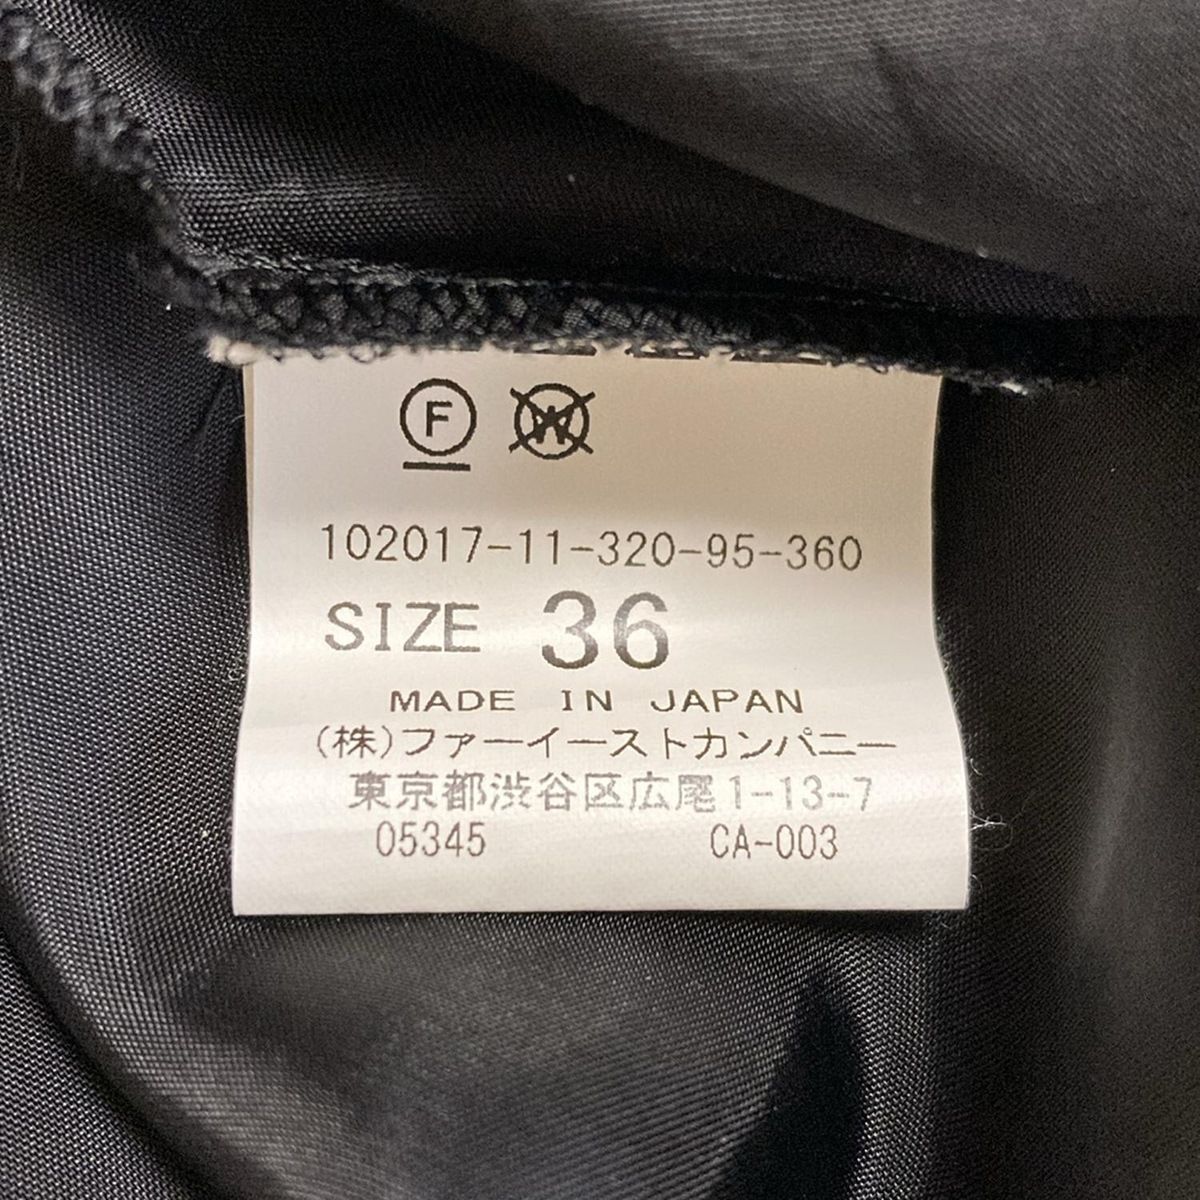 F W
102017-11-320-95-360
SIZE 36
MADE IN JAPAN
(株)ファーイーストカンパニー
東京都渋谷区広尾1-13-7
05345 CA-003